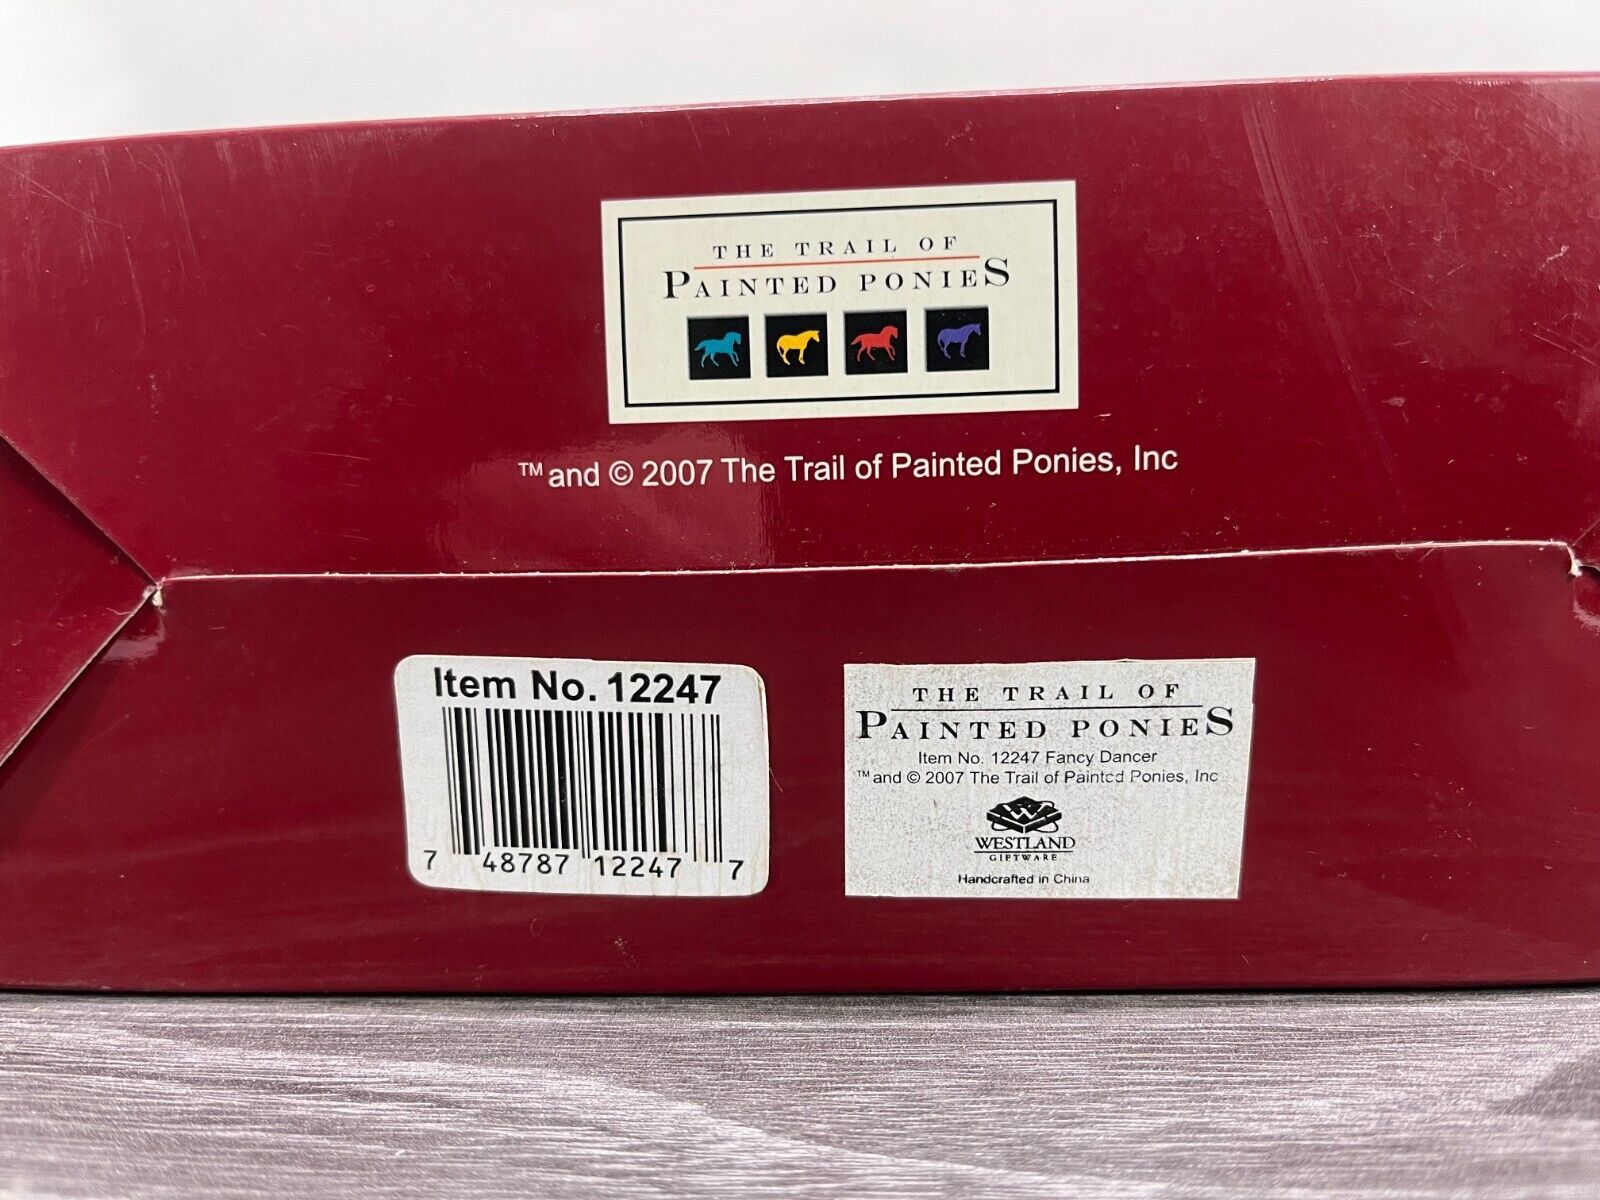 THE TRAIL OF
PAINTED PONIES
™ and © 2007 The Trail of Painted Ponies, Inc
Item No. 12247
7 48787 12247 7
THE TRAIL OF
PAINTED PONIES
Item No. 12247 Fancy Dancer
™ and © 2007 The Trail of Painted Ponies, Inc
W
WESTLAND
GIFTWARE
Handcrafted in China